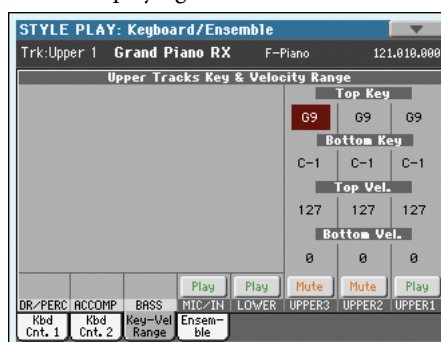 STYLE PLAY: Keyboard/Ensemble
Trk:Upper 1 Grand Piano RX F-Piano 121.010.000
Upper Tracks Key & Velocity Range
Top Key
G9 G9 G9
Bottom Key
C-1 C-1 C-1
Top Vel.
127 127 127
Bottom Vel.
0 0 0
Play Play Mute Mute Play
DR/PERC ACCOMP BASS MIC/IN LOWER UPPER3 UPPER2 UPPER1
Kbd Kbd Key-Vel Ensem-
Cnt. 1 Cnt. 2 Range ble